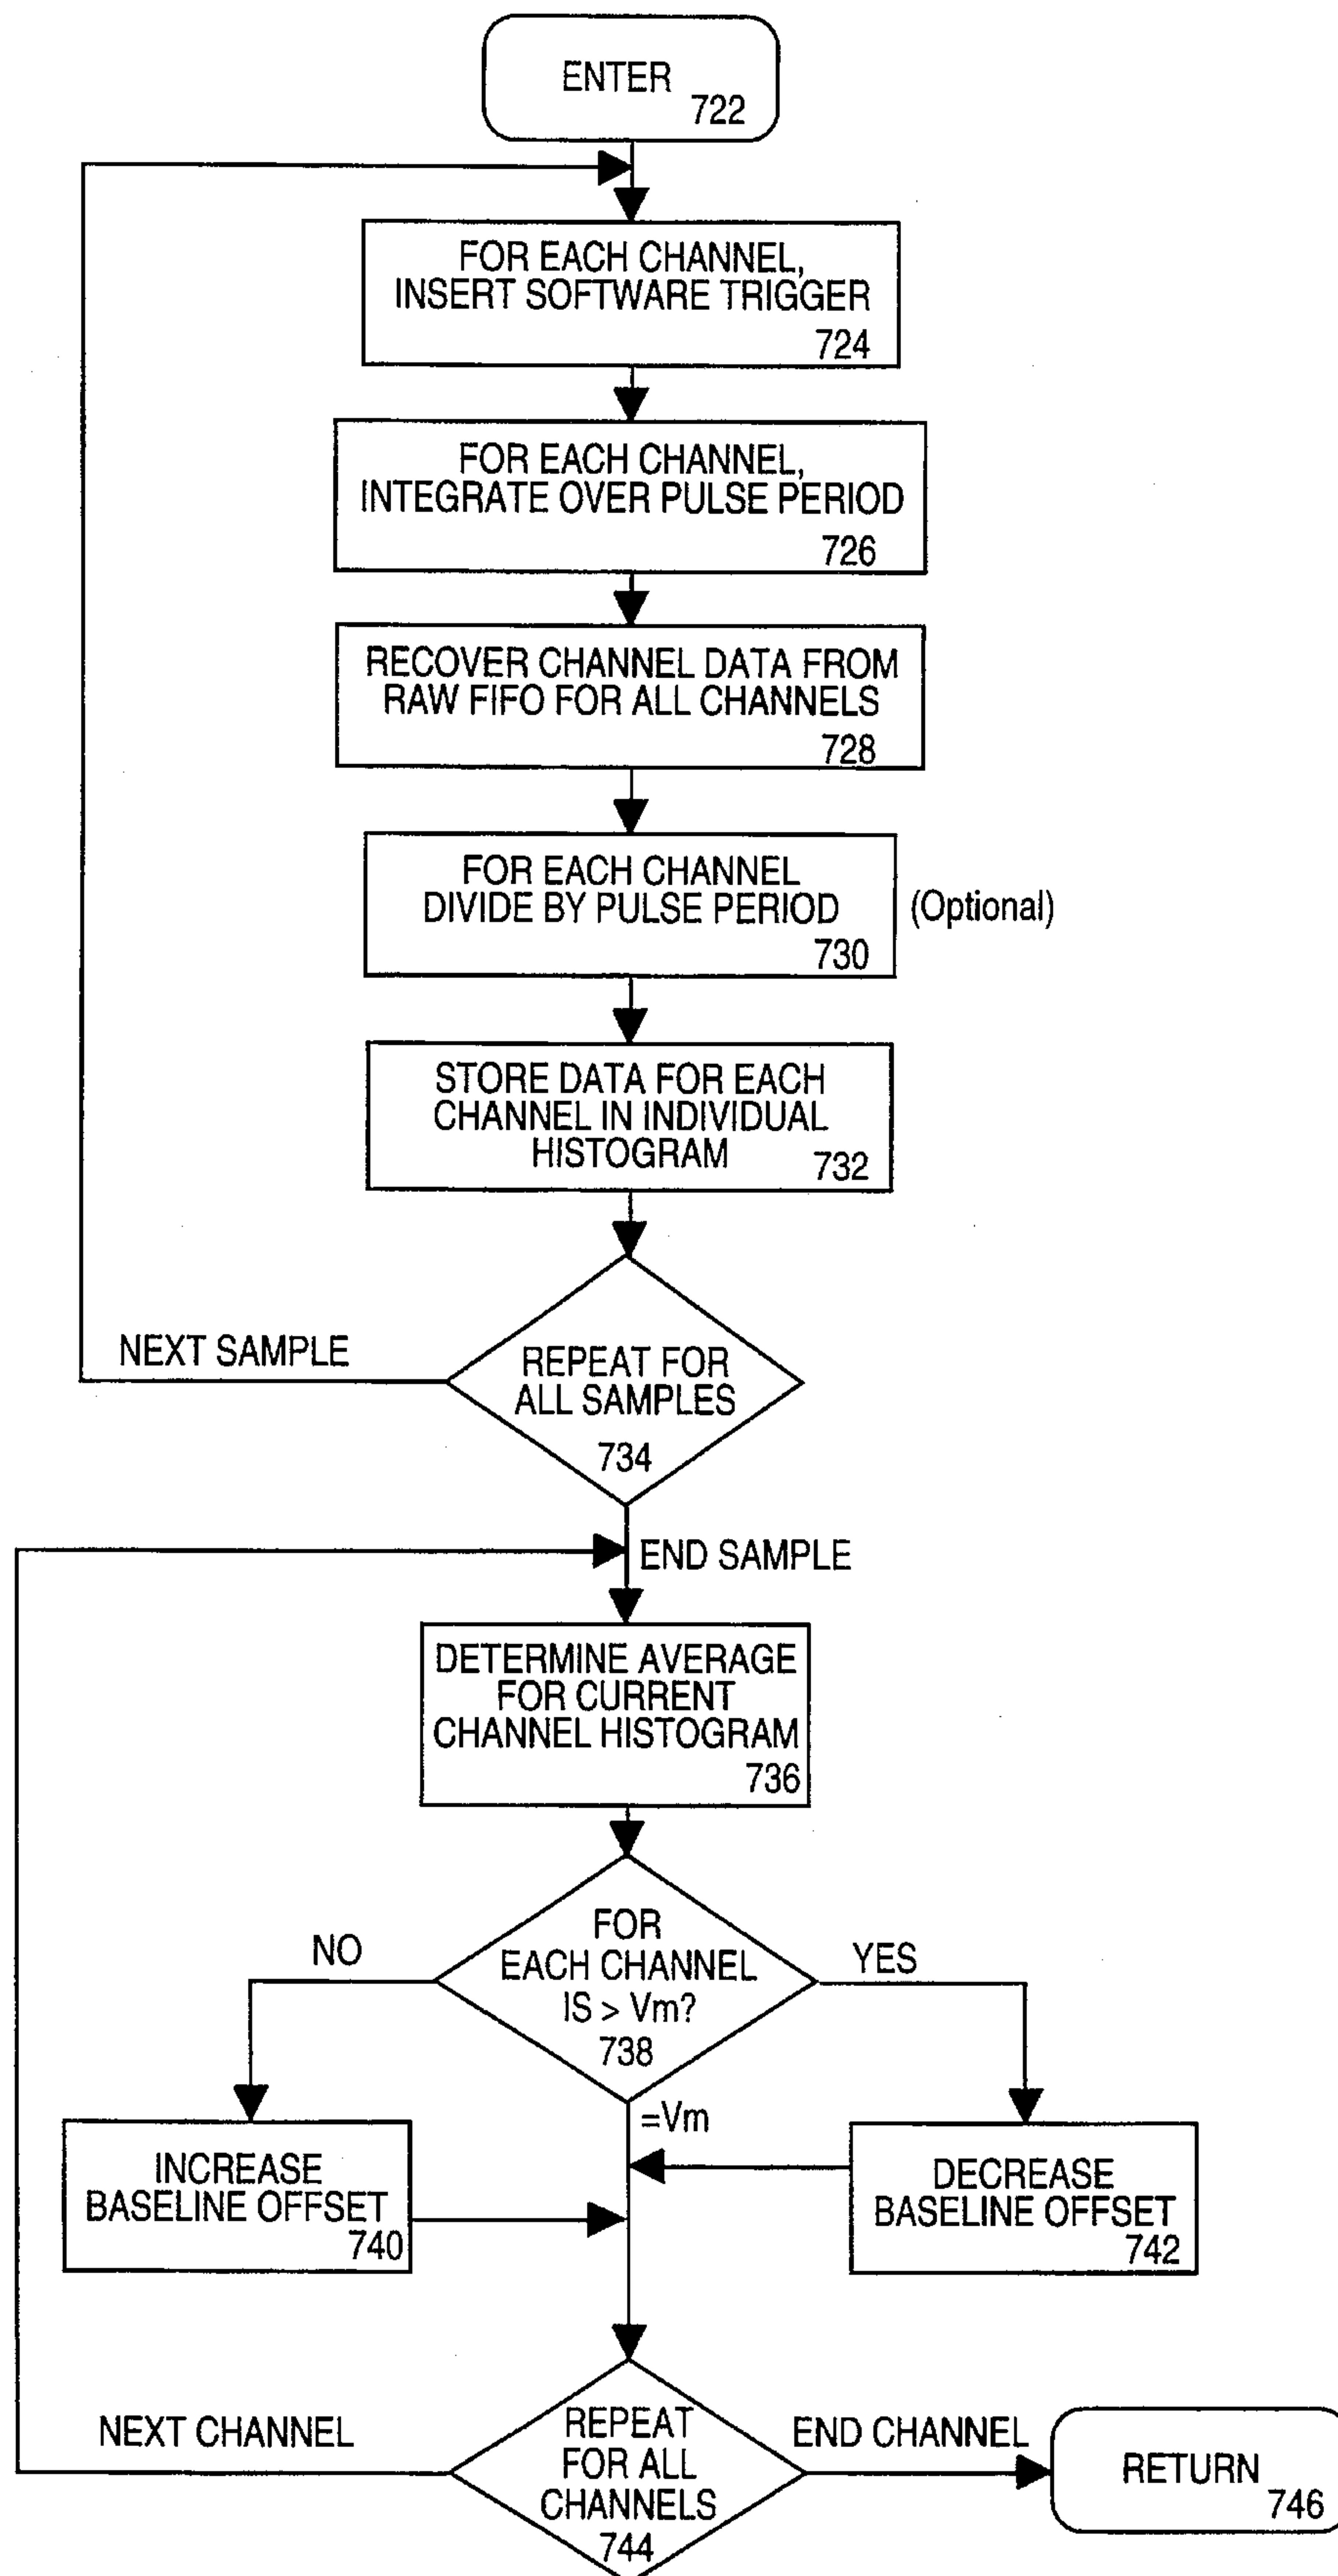 ENTER
722
FOR EACH CHANNEL,
INSERT SOFTWARE TRIGGER
724
FOR EACH CHANNEL,
INTEGRATE OVER PULSE PERIOD
726
RECOVER CHANNEL DATA FROM
RAW FIFO FOR ALL CHANNELS
728
FOR EACH CHANNEL
DIVIDE BY PULSE PERIOD
730
(Optional)
STORE DATA FOR EACH
CHANNEL IN INDIVIDUAL
HISTOGRAM
732
NEXT SAMPLE
REPEAT FOR
ALL SAMPLES
734
END SAMPLE
DETERMINE AVERAGE
FOR CURRENT
CHANNEL HISTOGRAM
736
NO
FOR
EACH CHANNEL
IS > Vm?
738
YES
=Vm
INCREASE
BASELINE OFFSET
740
DECREASE
BASELINE OFFSET
742
NEXT CHANNEL
REPEAT
FOR ALL
CHANNELS
744
END CHANNEL
RETURN
746